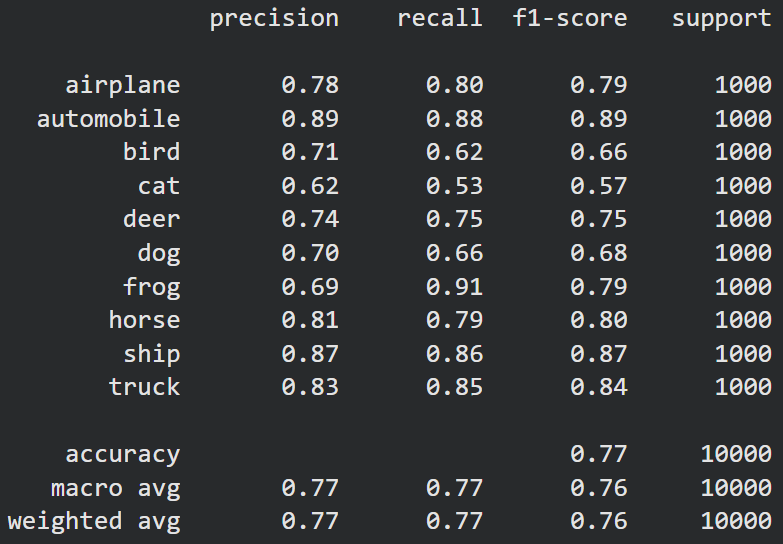 precision recall f1-score support
airplane 0.78 0.80 0.79 1000
automobile 0.89 0.88 0.89 1000
bird 0.71 0.62 0.66 1000
cat 0.62 0.53 0.57 1000
deer 0.74 0.75 0.75 1000
dog 0.70 0.66 0.68 1000
frog 0.69 0.91 0.79 1000
horse 0.81 0.79 0.80 1000
ship 0.87 0.86 0.87 1000
truck 0.83 0.85 0.84 1000
accuracy 0.77 10000
macro avg 0.77 0.77 0.76 10000
weighted avg 0.77 0.77 0.76 10000